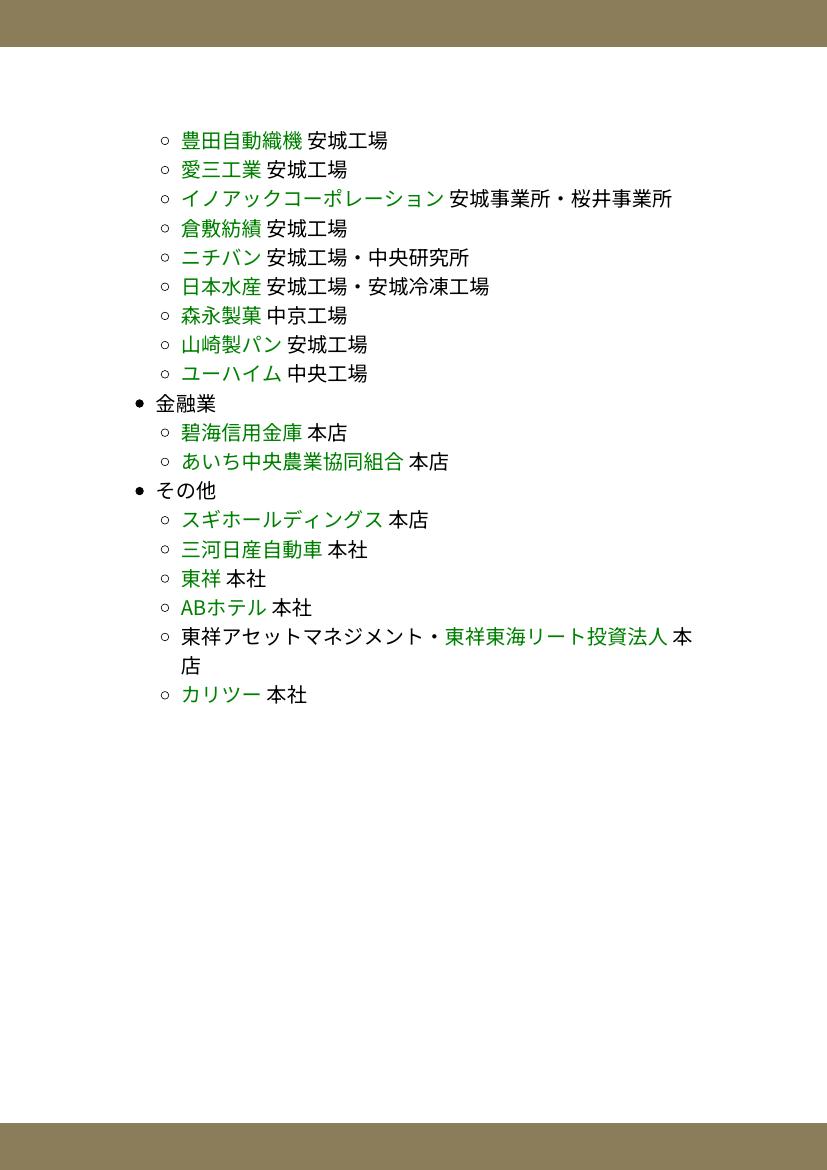 豊田自動織機 安城工場
愛三工業 安城工場
イノアックコーポレーション 安城事業所・桜井事業所
倉敷紡績 安城工場
ニチバン 安城工場・中央研究所
日本水産 安城工場・安城冷凍工場
森永製菓 中京工場
山崎製パン 安城工場
ユーハイム 中央工場
金融業
碧海信用金庫 本店
あいち中央農業協同組合 本店
その他
スギホールディングス 本店
三河日産自動車 本社
東祥 本社
ABホテル 本社
東祥アセットマネジメント・東祥東海リート投資法人 本
店
カリツー 本社